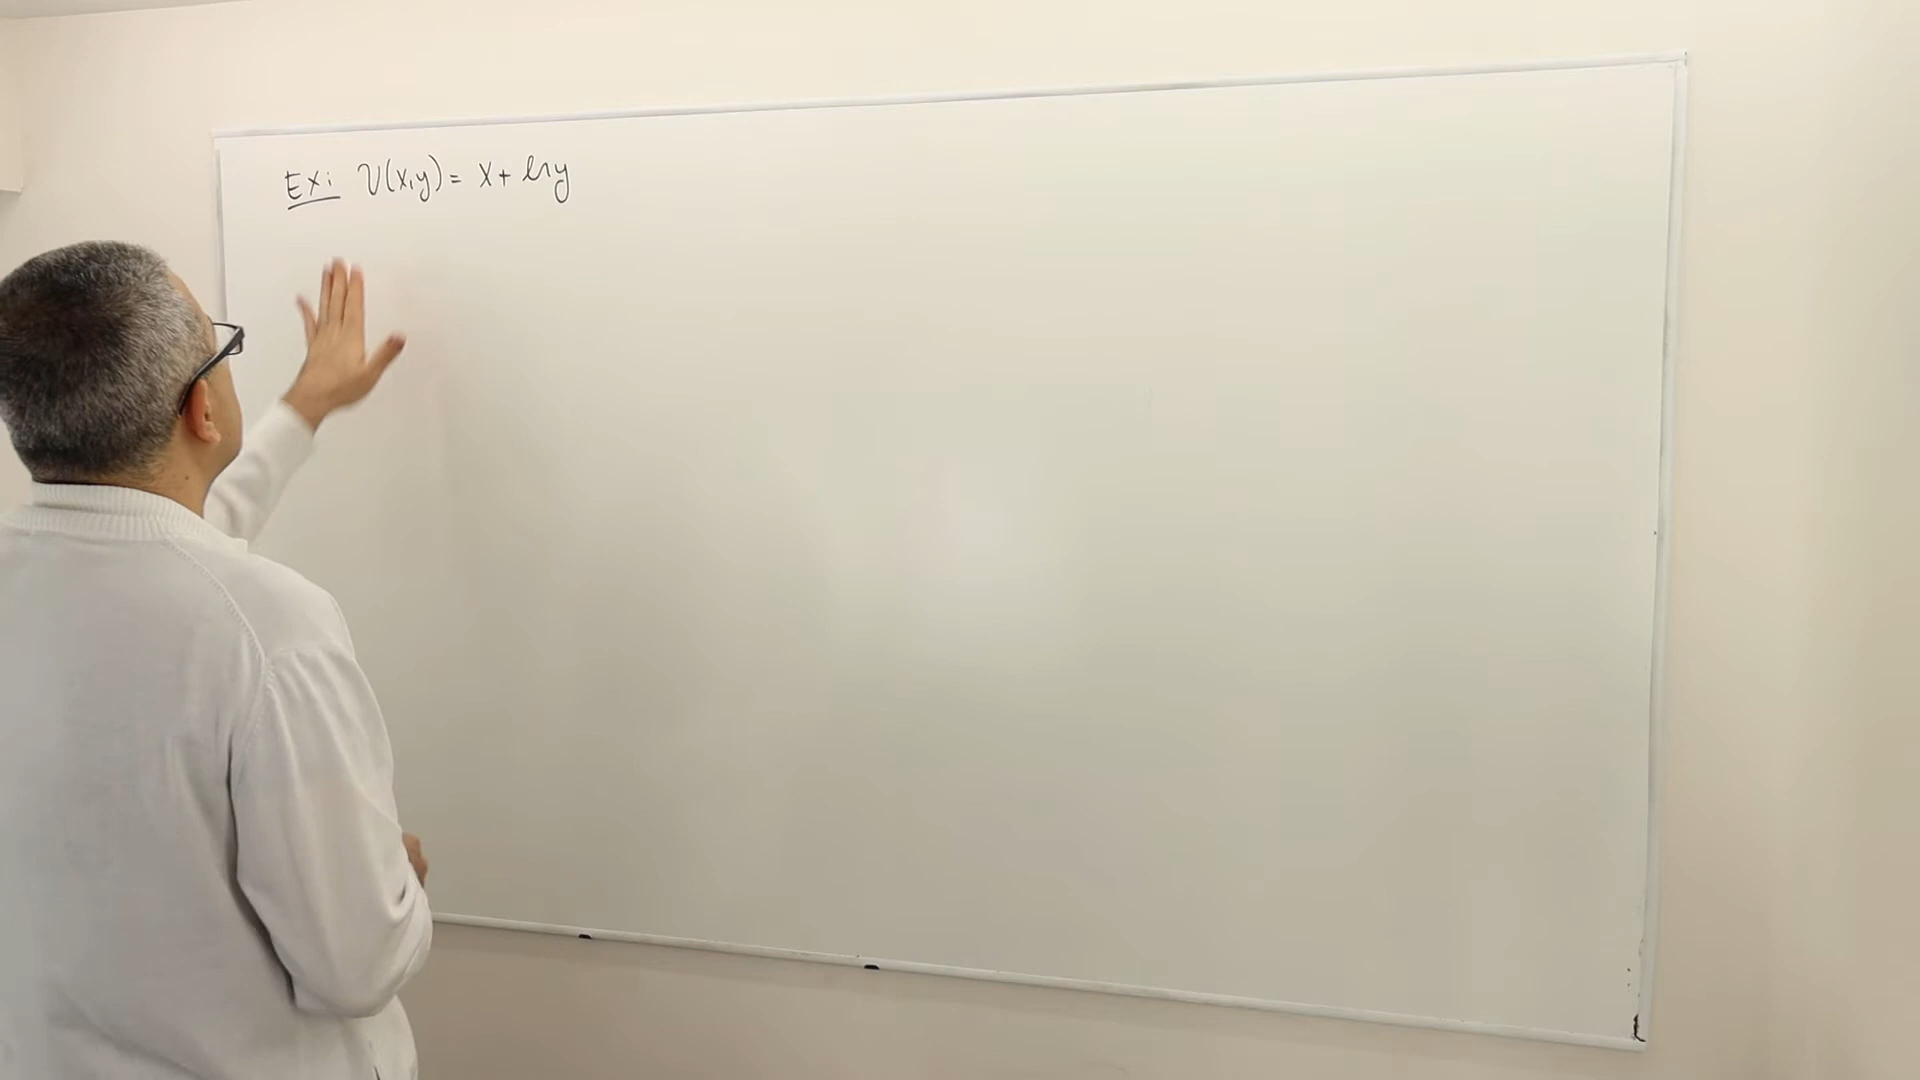 Ex: U(x,y) = x + ln y